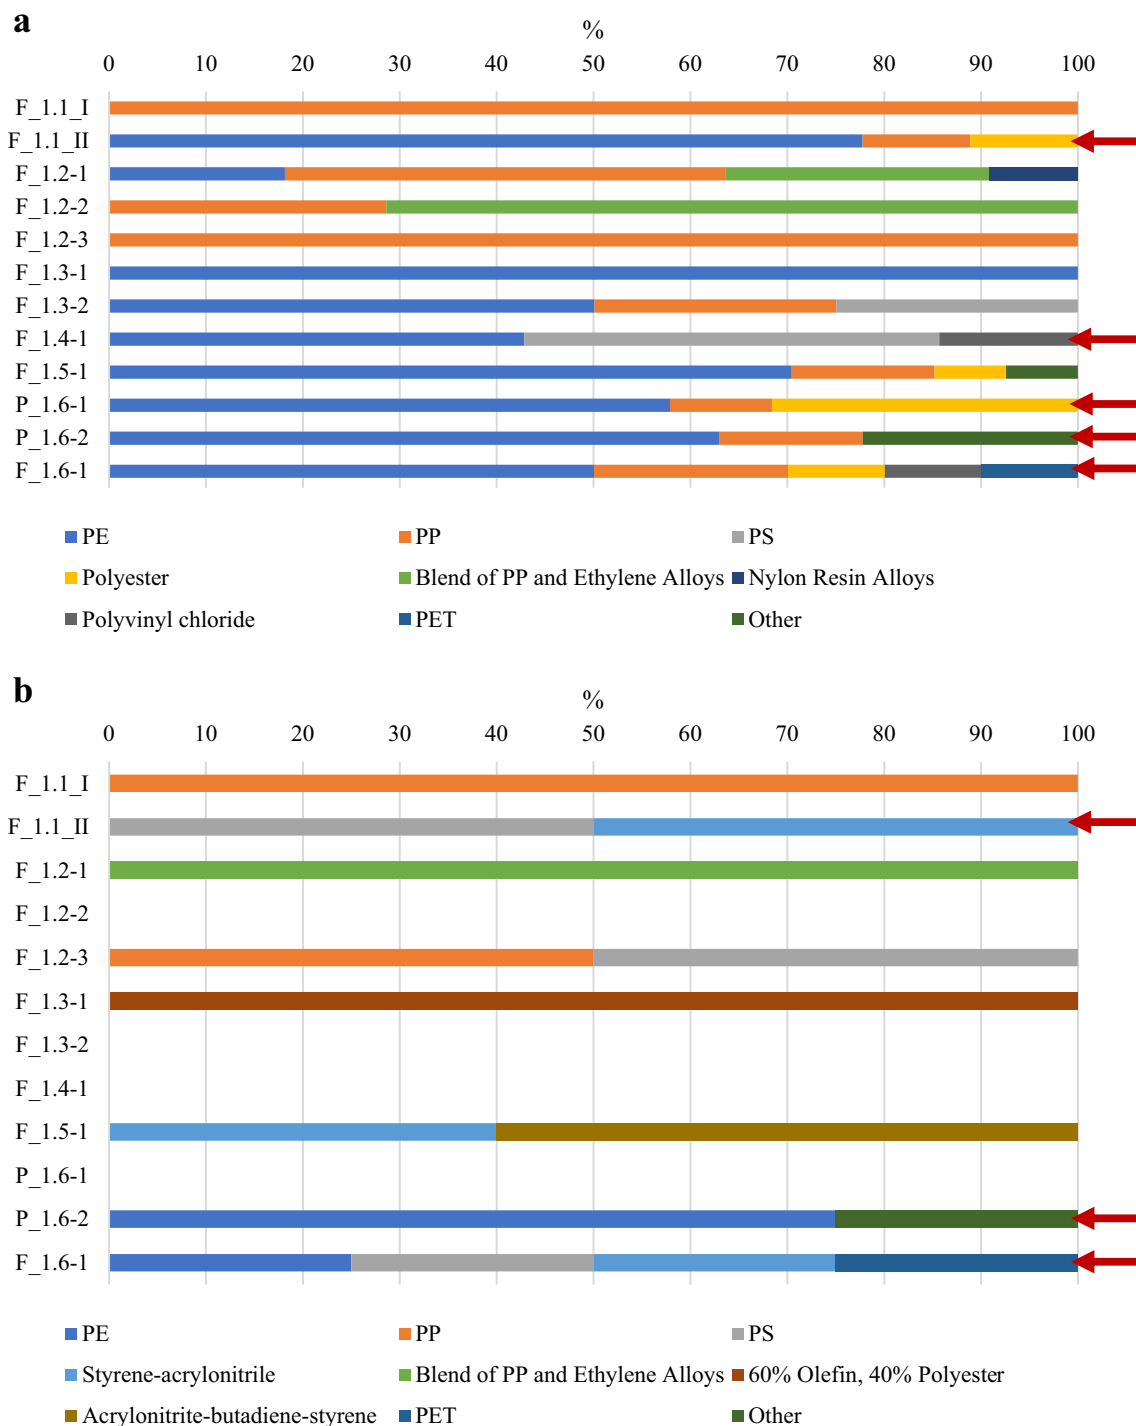 a
%
0 10 20 30 40 50 60 70 80 90 100
F_1.1_I
F_1.1_II
F_1.2-1
F_1.2-2
F_1.2-3
F_1.3-1
F_1.3-2
F_1.4-1
F_1.5-1
P_1.6-1
P_1.6-2
F_1.6-1
PE PP PS
Polyester Blend of PP and Ethylene Alloys Nylon Resin Alloys
Polyvinyl chloride PET Other
b
%
0 10 20 30 40 50 60 70 80 90 100
F_1.1_I
F_1.1_II
F_1.2-1
F_1.2-2
F_1.2-3
F_1.3-1
F_1.3-2
F_1.4-1
F_1.5-1
P_1.6-1
P_1.6-2
F_1.6-1
PE PP PS
Styrene-acrylonitrile Blend of PP and Ethylene Alloys 60% Olefin, 40% Polyester
Acrylonitrite-butadiene-styrene PET Other